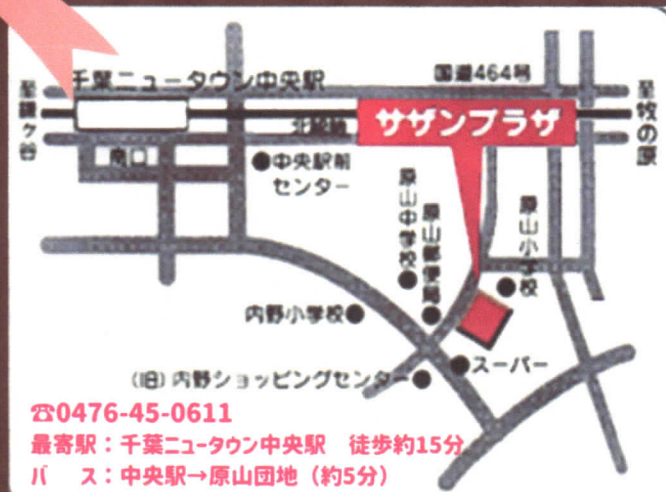 千葉ニュータウン中央駅
国道464号
至鎌ヶ谷
至牧の原
北総線
サザンプラザ
南口
●中央駅前
センター
原山中学校●
原山郵便局●
原山小学校●
内野小学校●
●スーパー
(旧)内野ショッピングセンター●
☎0476-45-0611
最寄駅：千葉ニュータウン中央駅 徒歩約15分
バ ス：中央駅→原山団地（約5分）